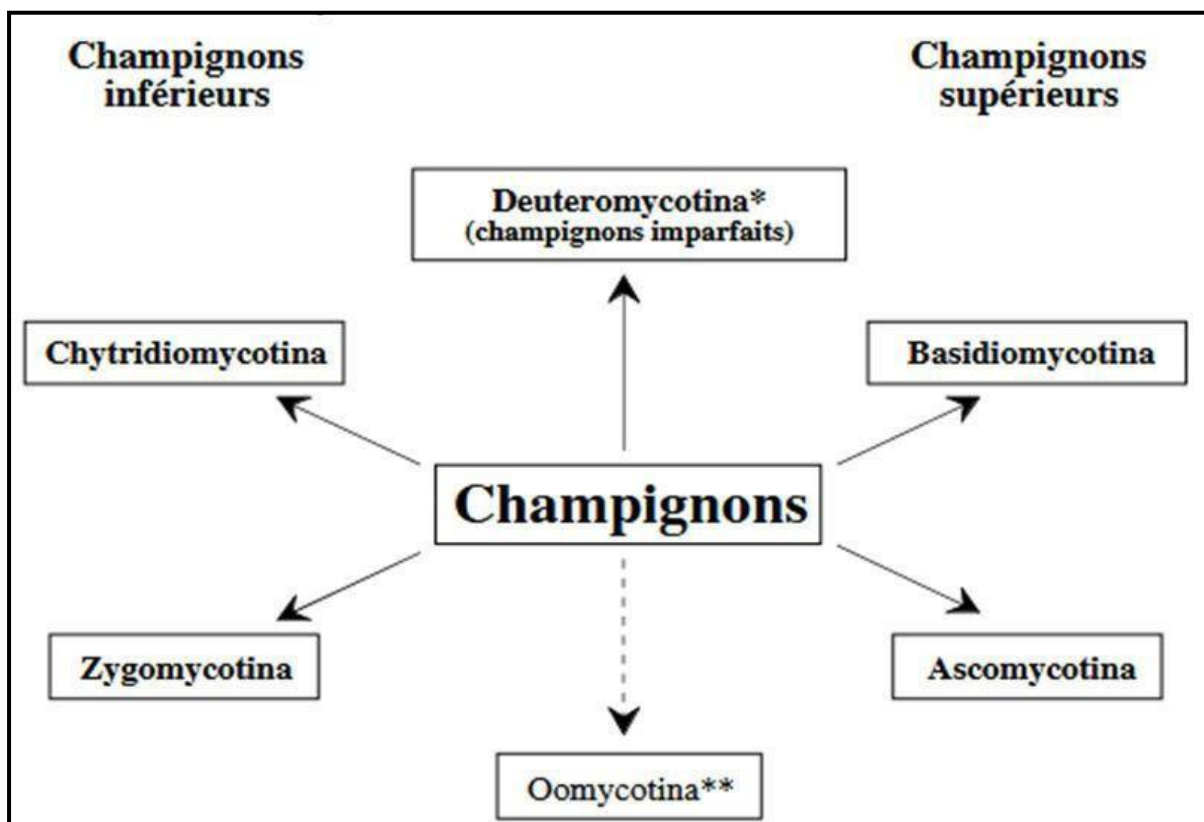 Champignons
inférieurs
Champignons
supérieurs
Deuteromycotina*
(champignons imparfaits)
Chytridiomycotina
Basidiomycotina
Champignons
Zygomycotina
Ascomycotina
Oomycotina**